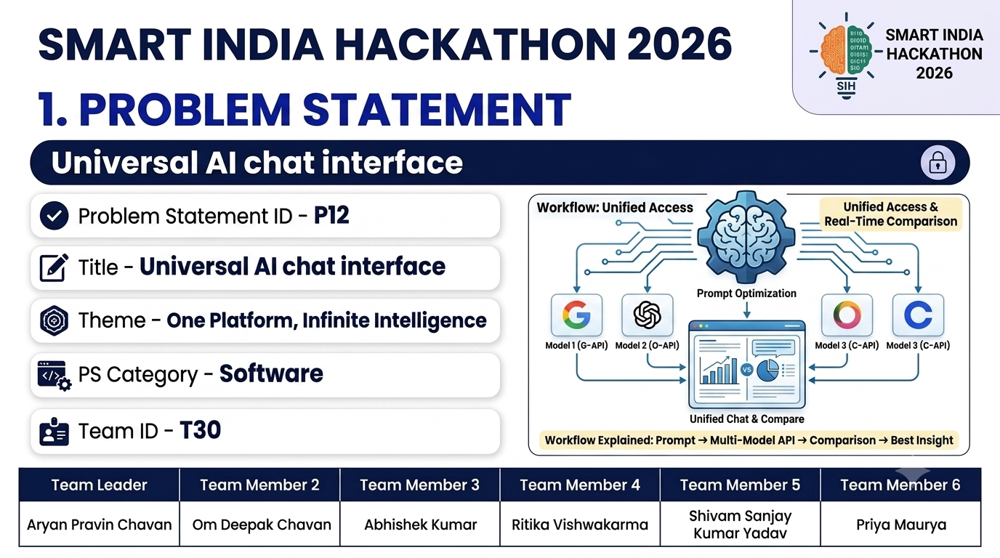 SMART INDIA HACKATHON 2026
SMART INDIA
HACKATHON
2026
SIH
1. PROBLEM STATEMENT
Universal AI chat interface
Problem Statement ID – P12
Title – Universal AI chat interface
Theme – One Platform, Infinite Intelligence
PS Category – Software
Team ID – T30
Workflow: Unified Access
Unified Access &
Real-Time Comparison
Prompt Optimization
Model 1 (G-API)
Model 2 (O-API)
Model 3 (C-API)
Model 3 (C-API)
VS
Unified Chat & Compare
Workflow Explained: Prompt → Multi-Model API → Comparison → Best Insight
Team Leader
Team Member 2
Team Member 3
Team Member 4
Team Member 5
Team Member 6
Aryan Pravin Chavan
Om Deepak Chavan
Abhishek Kumar
Ritika Vishwakarma
Shivam Sanjay
Kumar Yadav
Priya Maurya